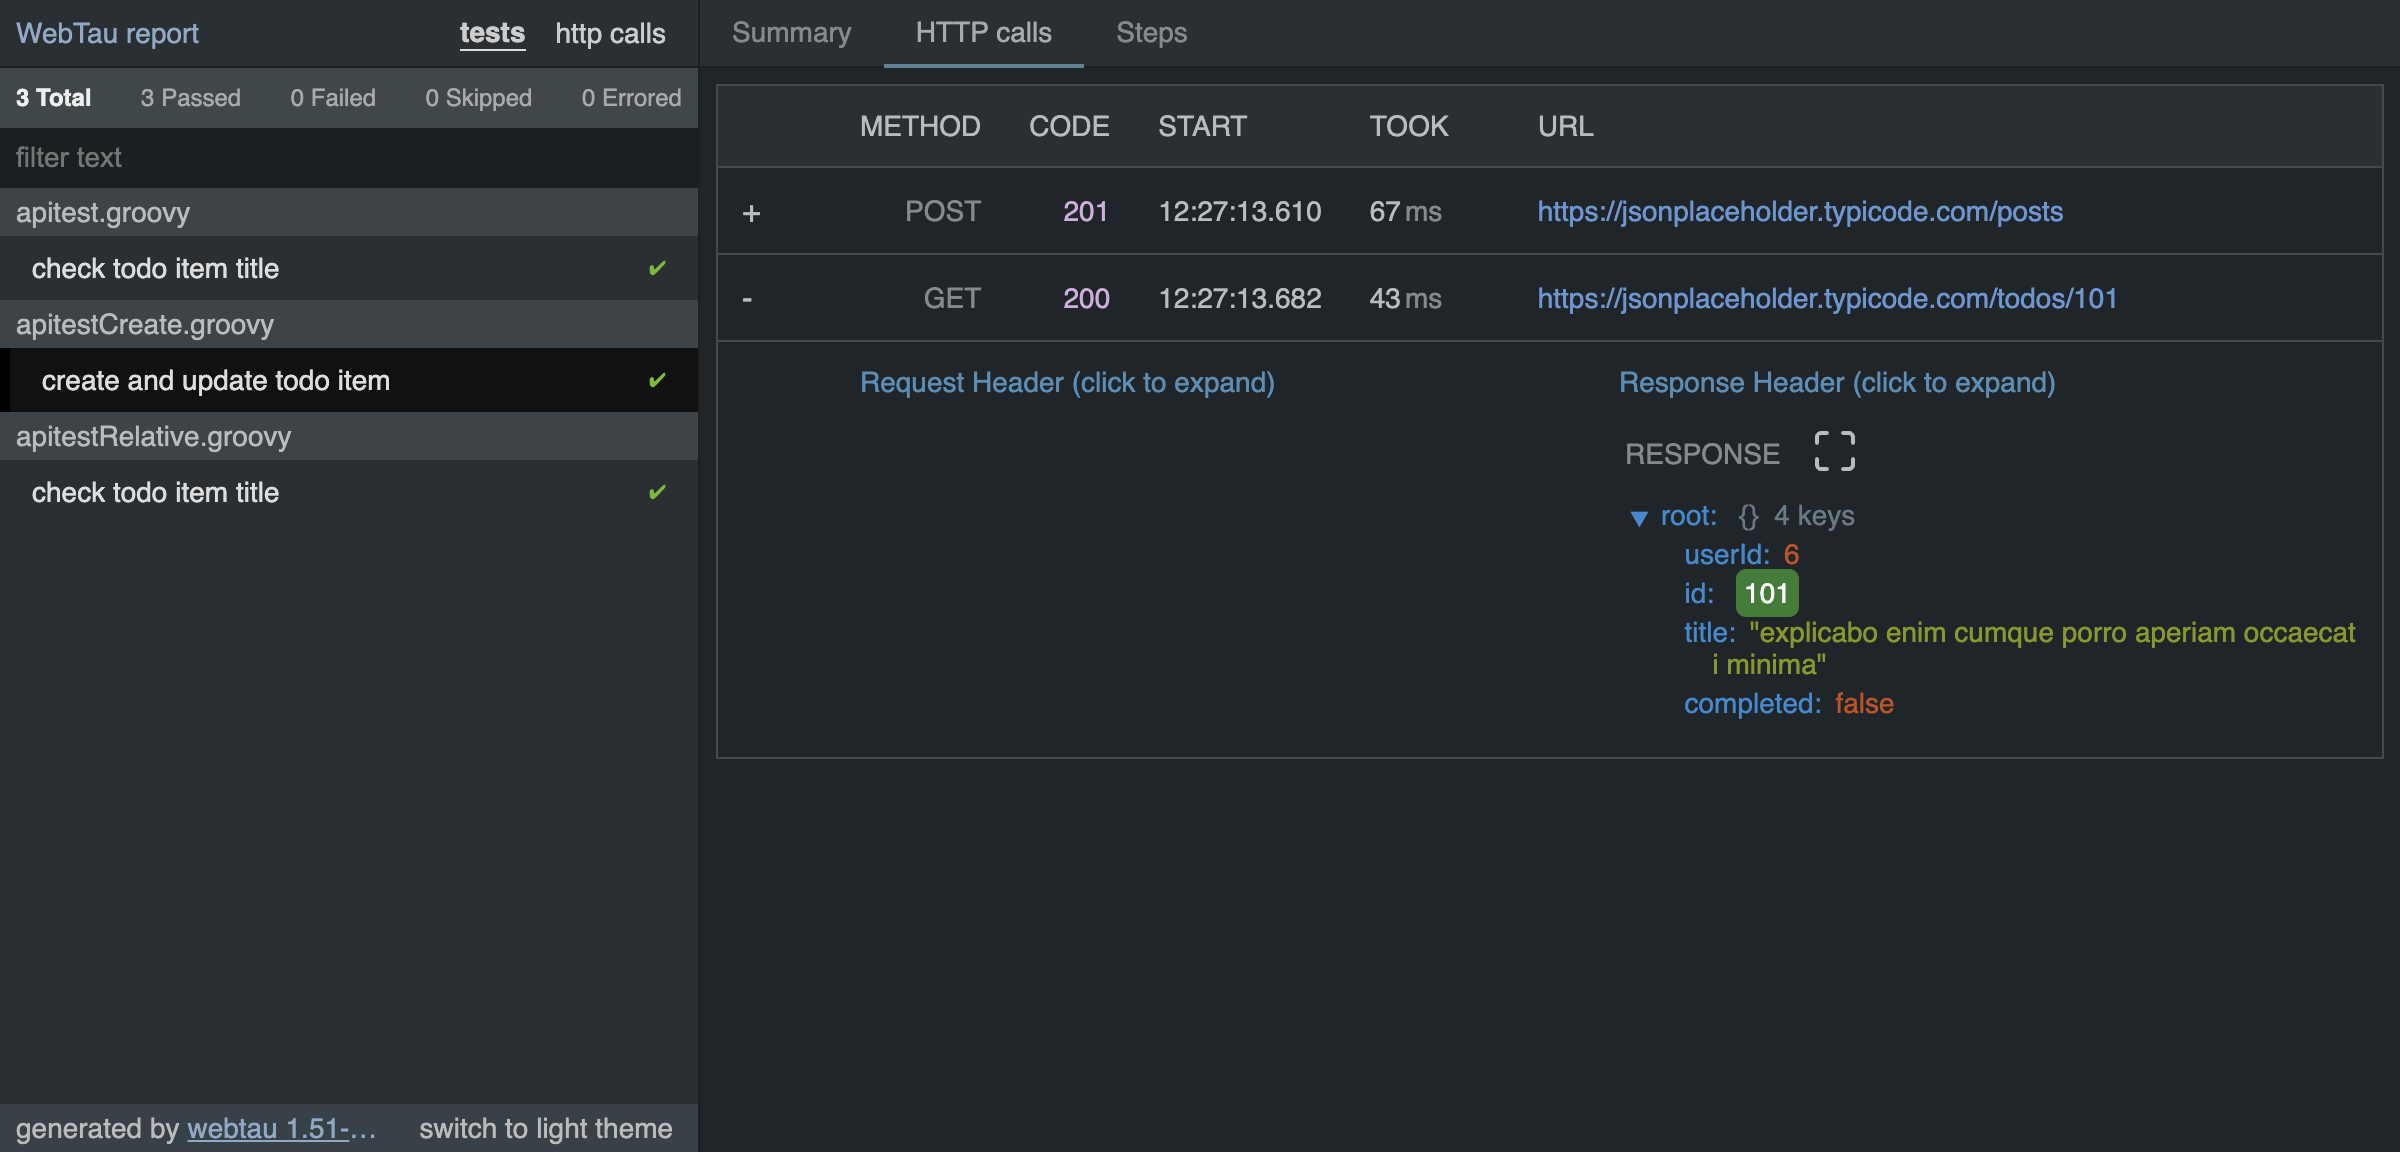 WebTau report tests http calls
3 Total 3 Passed 0 Failed 0 Skipped 0 Errored
filter text
apitest.groovy
check todo item title ✔
apitestCreate.groovy
create and update todo item ✔
apitestRelative.groovy
check todo item title ✔
generated by webtau 1.51-... switch to light theme
Summary HTTP calls Steps
METHOD CODE START TOOK URL
+ POST 201 12:27:13.610 67 ms https://jsonplaceholder.typicode.com/posts
- GET 200 12:27:13.682 43 ms https://jsonplaceholder.typicode.com/todos/101
Request Header (click to expand) Response Header (click to expand)
RESPONSE
▼ root: {} 4 keys
userId: 6
id: 101
title: "explicabo enim cumque porro aperiam occaecat
i minima"
completed: false